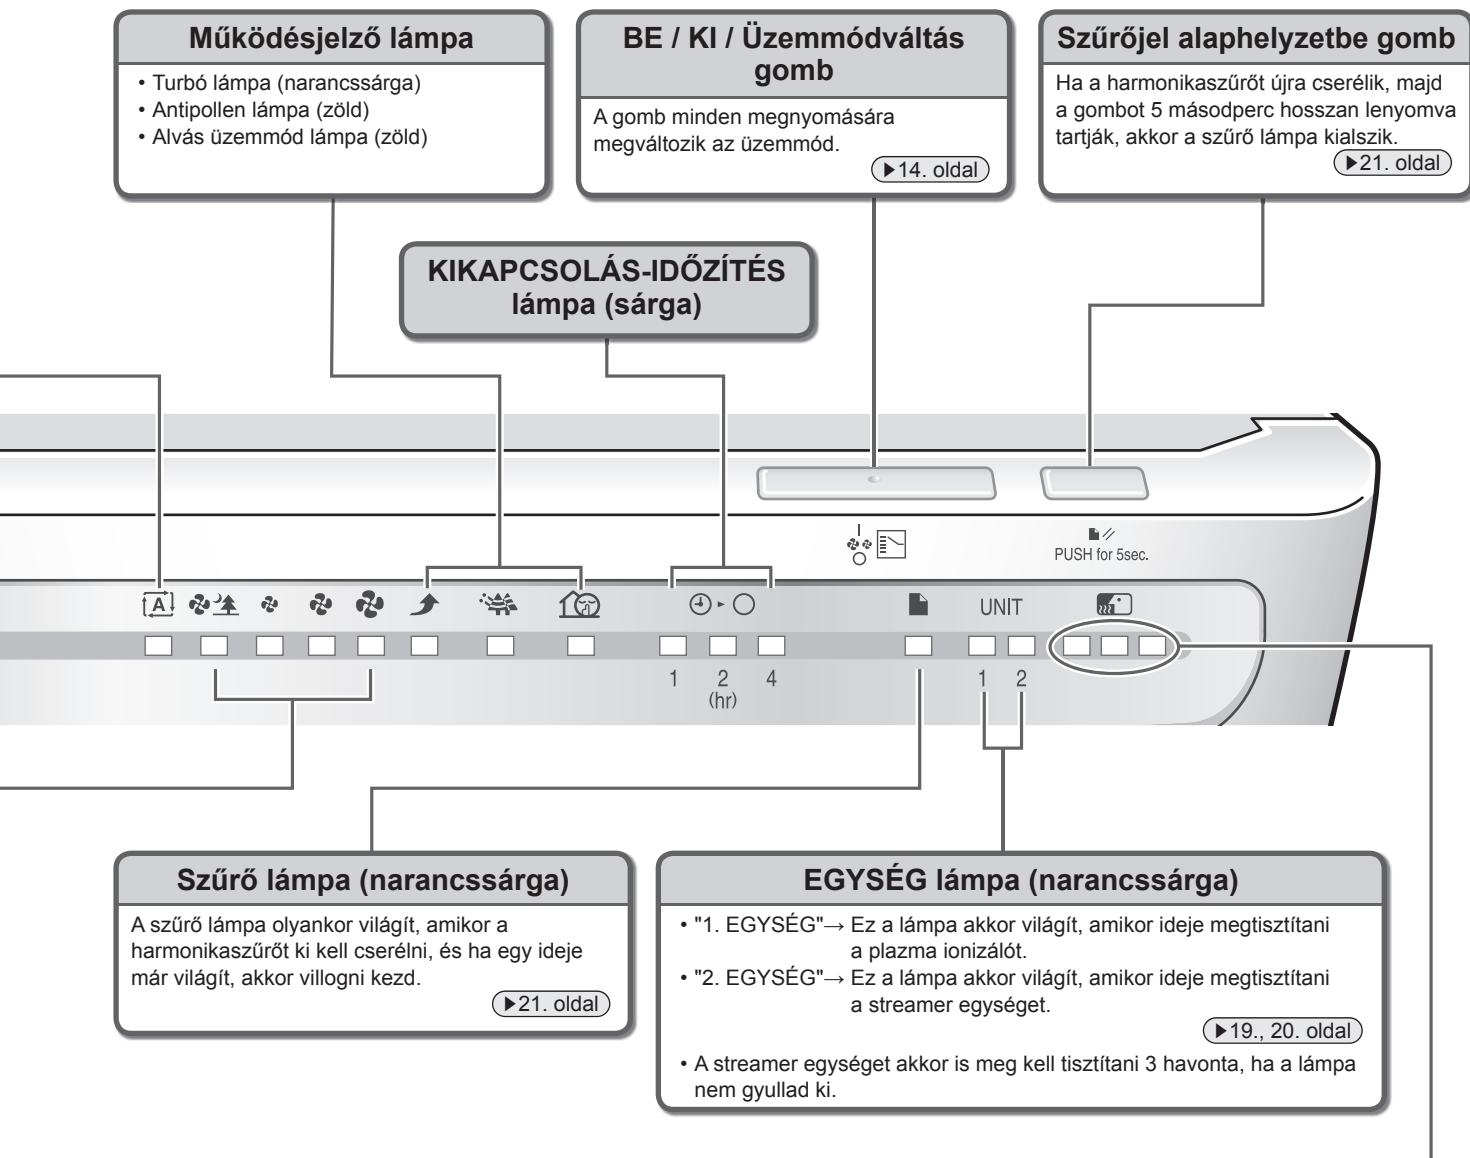 Működésjelző lámpa
• Turbó lámpa (narancssárga)
• Antipollen lámpa (zöld)
• Alvás üzemmód lámpa (zöld)
BE / KI / Üzemmódváltás
gomb
A gomb minden megnyomására
megváltozik az üzemmód.
▶14. oldal
Szűrőjel alaphelyzetbe gomb
Ha a harmonikaszűrőt újra cserélik, majd
a gombot 5 másodperc hosszan lenyomva
tartják, akkor a szűrő lámpa kialszik.
▶21. oldal
KIKAPCSOLÁS-IDŐZÍTÉS
lámpa (sárga)
PUSH for 5sec.
A
UNIT
1 2 4
(hr)
1 2
Szűrő lámpa (narancssárga)
A szűrő lámpa olyankor világít, amikor a
harmonikaszűrőt ki kell cserélni, és ha egy ideje
már világít, akkor villogni kezd.
▶21. oldal
EGYSÉG lámpa (narancssárga)
• "1. EGYSÉG"→ Ez a lámpa akkor világít, amikor ideje megtisztítani
a plazma ionizálót.
• "2. EGYSÉG"→ Ez a lámpa akkor világít, amikor ideje megtisztítani
a streamer egységet.
▶19., 20. oldal
• A streamer egységet akkor is meg kell tisztítani 3 havonta, ha a lámpa
nem gyullad ki.